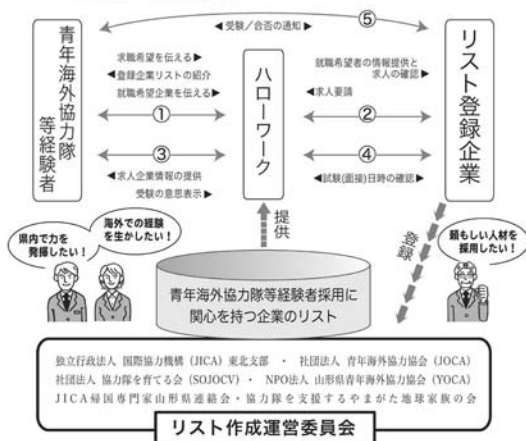 ⑤
◀受験／合否の通知▶
青年海外協力隊
等経験者
求職希望を伝える▶
◀登録企業リストの紹介
就職希望企業を伝える▶
①
③
◀求人企業情報の提供
受験の意思表示▶
ハローワーク
就職希望者の情報提供と
求人の確認▶
◀求人要請
②
④
◀試験(面接)日時の確認▶
リスト登録企業
県内で力を
発揮したい！
海外での経験
を生かしたい！
提供
登録
頼もしい人材を
採用したい！
青年海外協力隊等経験者採用に
関心を持つ企業のリスト
独立行政法人 国際協力機構（JICA）東北支部 ・ 社団法人 青年海外協力協会（JOCA）
社団法人 協力隊を育てる会（SOJOCV）・ NPO法人 山形県青年海外協力協会（YOCA）
JICA帰国専門家山形県連絡会・協力隊を支援するやまがた地球家族の会
リスト作成運営委員会